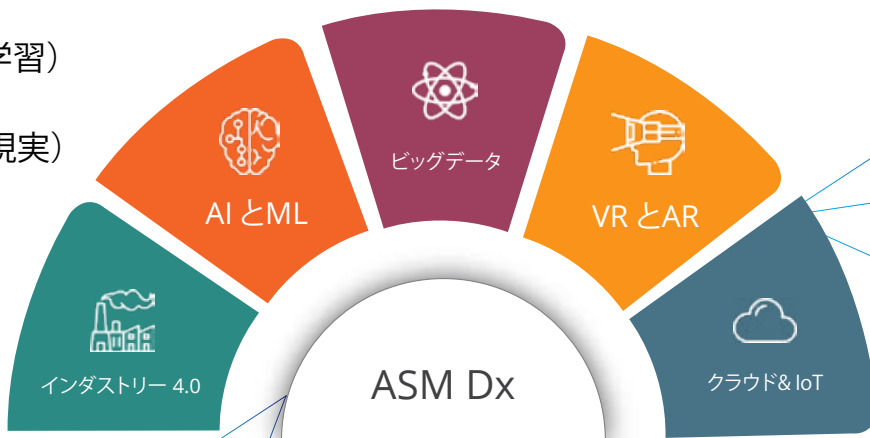 学習）
現実）
ビッグデータ
AI とML
VR とAR
インダストリー 4.0
クラウド& IoT
ASM Dx